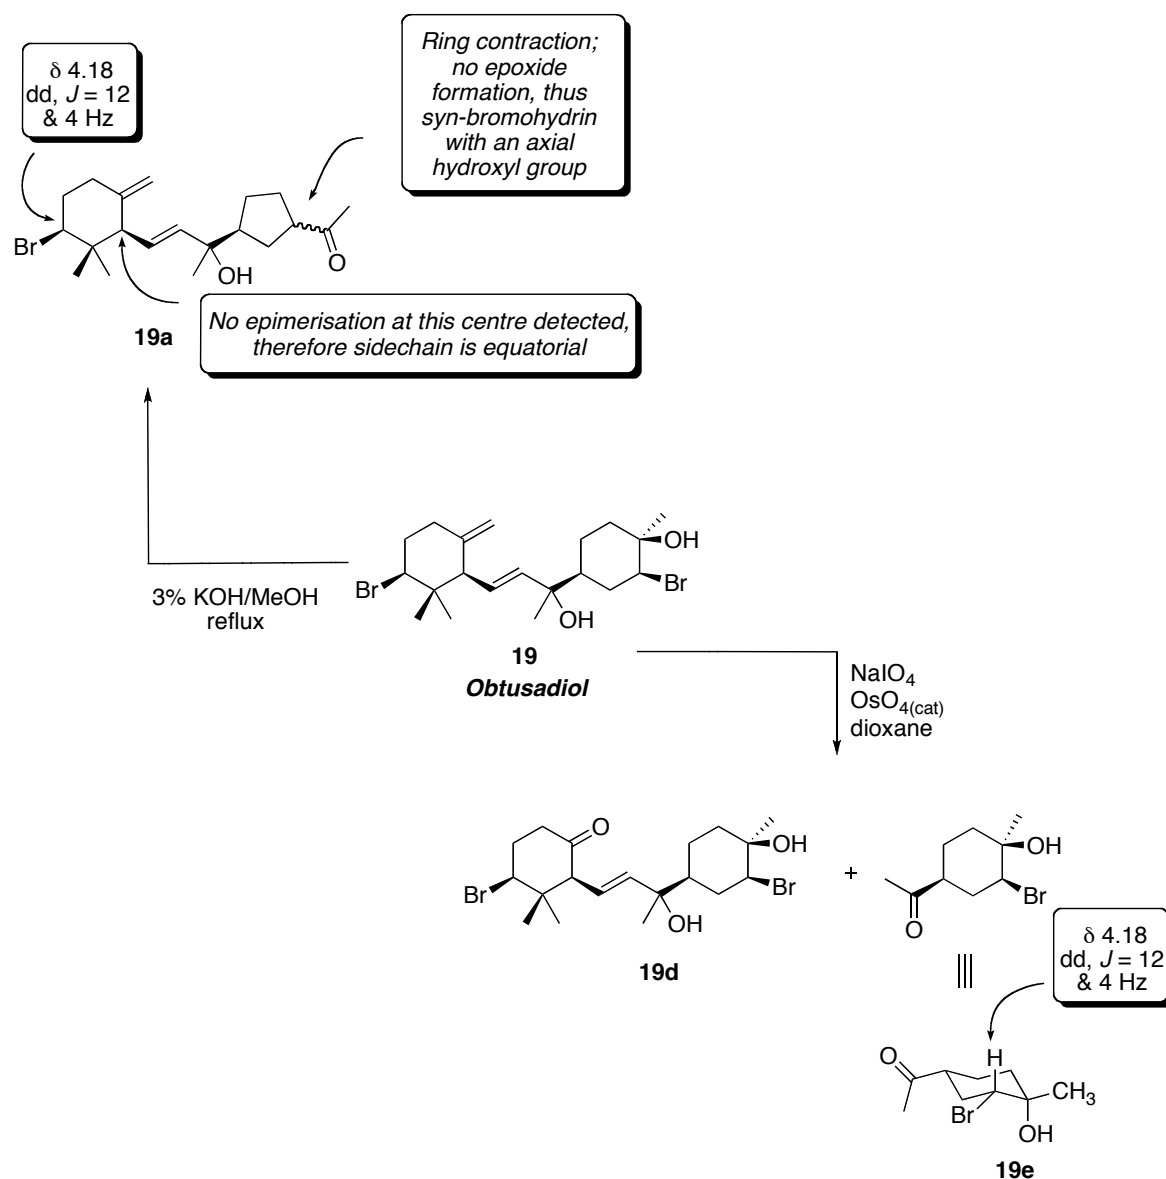 δ 4.18
dd, J = 12
& 4 Hz
Ring contraction;
no epoxide
formation, thus
syn-bromohydrin
with an axial
hydroxyl group
Br
OH
O
19a
No epimerisation at this centre detected,
therefore sidechain is equatorial
3% KOH/MeOH
reflux
Br
OH
OH
Br
19
Obtusadiol
NaIO4
OsO4(cat)
dioxane
O
Br
OH
OH
Br
19d
+
O
OH
Br
δ 4.18
dd, J = 12
& 4 Hz
O
H
Br
CH3
OH
19e